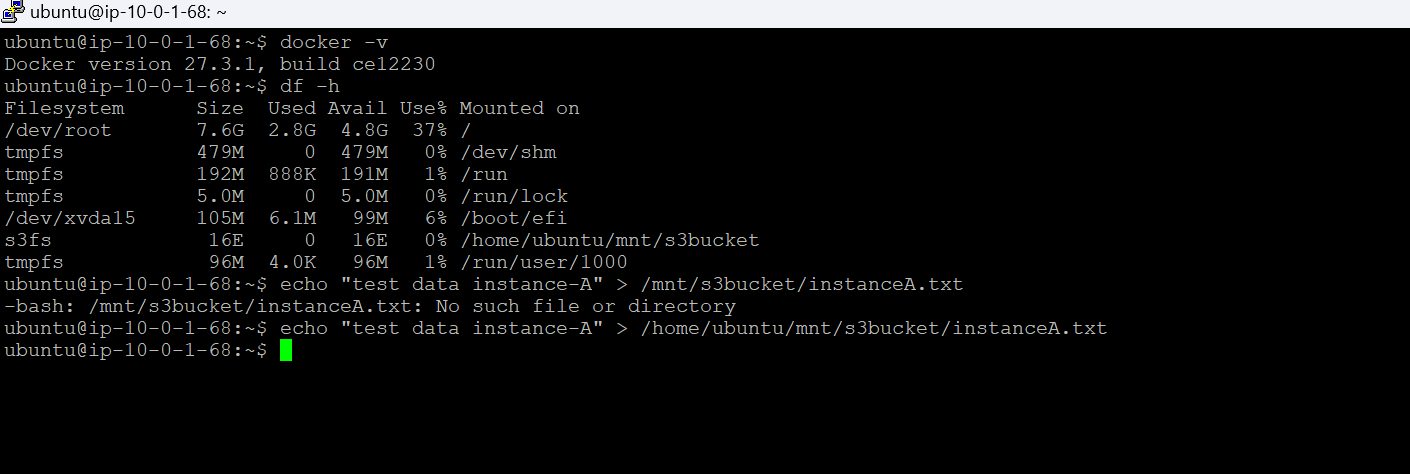 ubuntu@ip-10-0-1-68: ~
ubuntu@ip-10-0-1-68:~$ docker -v
Docker version 27.3.1, build ce12230
ubuntu@ip-10-0-1-68:~$ df -h
Filesystem      Size  Used Avail Use% Mounted on
/dev/root       7.6G  2.8G  4.8G  37% /
tmpfs           479M     0  479M   0% /dev/shm
tmpfs           192M  888K  191M   1% /run
tmpfs           5.0M     0  5.0M   0% /run/lock
/dev/xvda15     105M  6.1M   99M   6% /boot/efi
s3fs             16E     0   16E   0% /home/ubuntu/mnt/s3bucket
tmpfs            96M  4.0K   96M   1% /run/user/1000
ubuntu@ip-10-0-1-68:~$ echo "test data instance-A" > /mnt/s3bucket/instanceA.txt
-bash: /mnt/s3bucket/instanceA.txt: No such file or directory
ubuntu@ip-10-0-1-68:~$ echo "test data instance-A" > /home/ubuntu/mnt/s3bucket/instanceA.txt
ubuntu@ip-10-0-1-68:~$